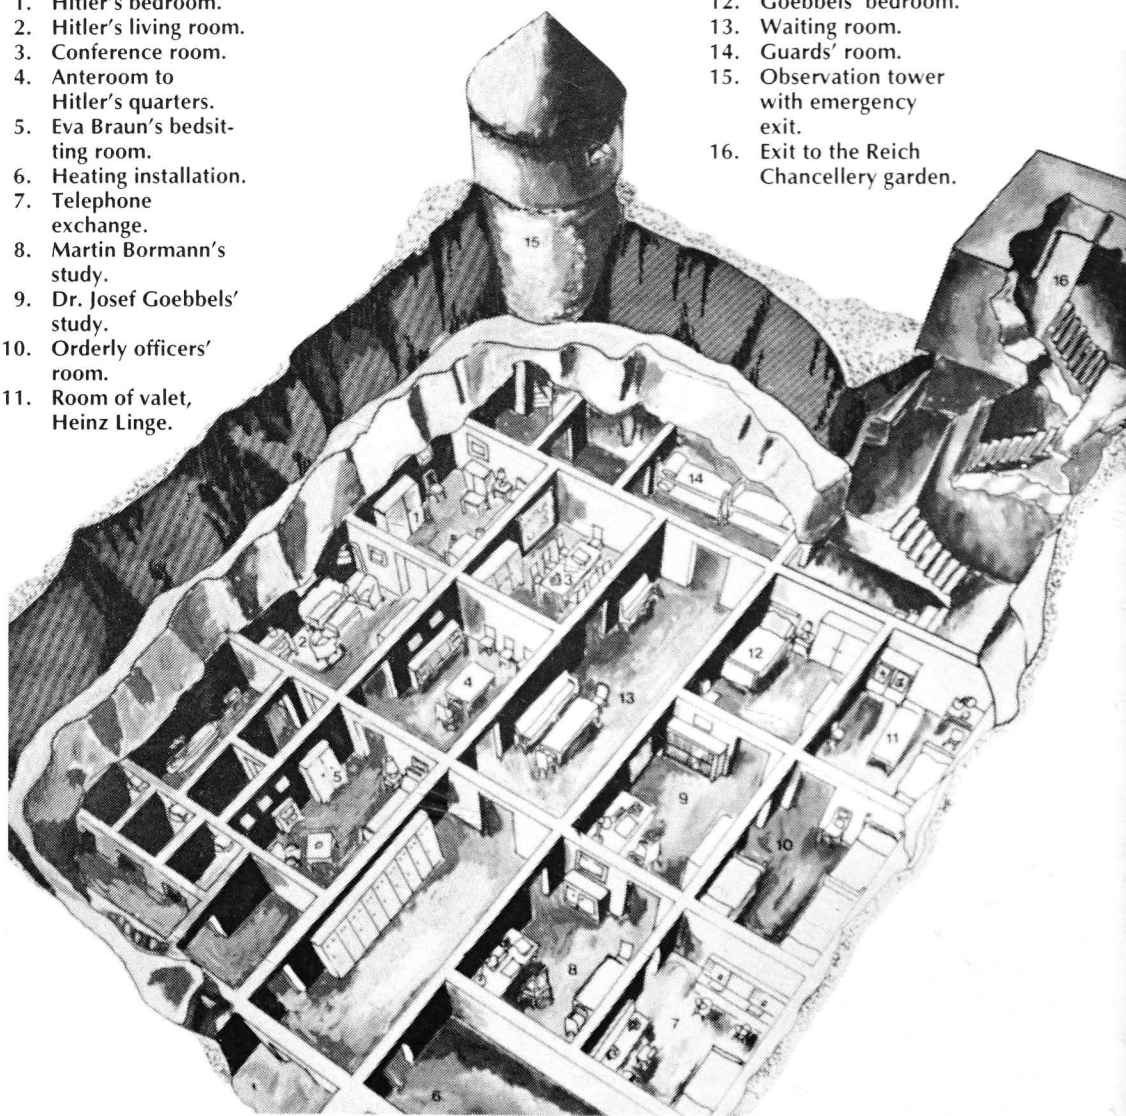 1. Hitler's bedroom.
2. Hitler's living room.
3. Conference room.
4. Anteroom to
Hitler's quarters.
5. Eva Braun's bedsit-
ting room.
6. Heating installation.
7. Telephone
exchange.
8. Martin Bormann's
study.
9. Dr. Josef Goebbels'
study.
10. Orderly officers'
room.
11. Room of valet,
Heinz Linge.
12. Goebbels' bedroom.
13. Waiting room.
14. Guards' room.
15. Observation tower
with emergency
exit.
16. Exit to the Reich
Chancellery garden.
15
16
14
1
3
2
12
4
13
11
5
9
10
8
7
6